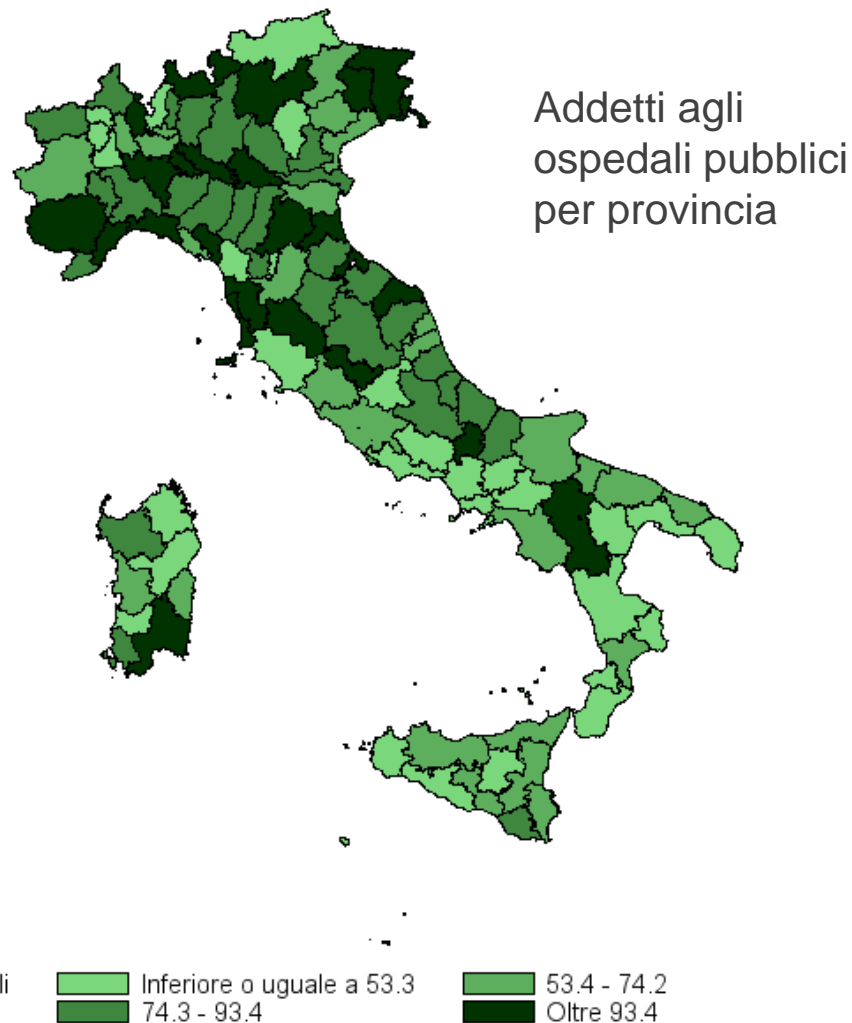 Addetti agli
ospedali pubblici
per provincia
li Inferiore o uguale a 53.3 53.4 - 74.2
74.3 - 93.4 Oltre 93.4